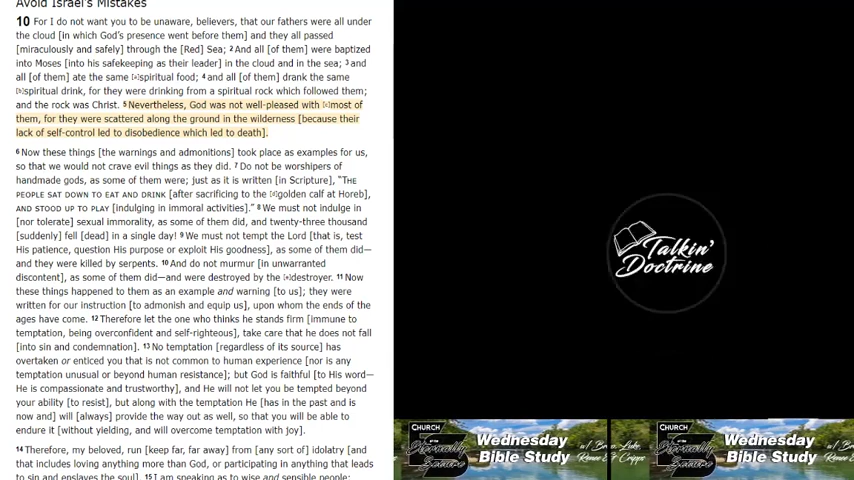 Avoid Israel's Mistakes
10 For I do not want you to be unaware, believers, that our fathers were all under
the cloud [in which God's presence went before them] and they all passed
[miraculously and safely] through the [Red] Sea; 2 And all [of them] were baptized
into Moses [into his safekeeping as their leader] in the cloud and in the sea; 3 and
all [of them] ate the same [a]spiritual food; 4 and all [of them] drank the same
[b]spiritual drink, for they were drinking from a spiritual rock which followed them;
and the rock was Christ. 5 Nevertheless, God was not well-pleased with [c]most of
them, for they were scattered along the ground in the wilderness [because their
lack of self-control led to disobedience which led to death].
6 Now these things [the warnings and admonitions] took place as examples for us,
so that we would not crave evil things as they did. 7 Do not be worshipers of
handmade gods, as some of them were; just as it is written [in Scripture], “THE
PEOPLE SAT DOWN TO EAT AND DRINK [after sacrificing to the [d]golden calf at Horeb],
AND STOOD UP TO PLAY [indulging in immoral activities].” 8 We must not indulge in
[nor tolerate] sexual immorality, as some of them did, and twenty-three thousand
[suddenly] fell [dead] in a single day! 9 We must not tempt the Lord [that is, test
His patience, question His purpose or exploit His goodness], as some of them did—
and they were killed by serpents. 10 And do not murmur [in unwarranted
discontent], as some of them did—and were destroyed by the [e]destroyer. 11 Now
these things happened to them as an example and warning [to us]; they were
written for our instruction [to admonish and equip us], upon whom the ends of the
ages have come. 12 Therefore let the one who thinks he stands firm [immune to
temptation, being overconfident and self-righteous], take care that he does not fall
[into sin and condemnation]. 13 No temptation [regardless of its source] has
overtaken or enticed you that is not common to human experience [nor is any
temptation unusual or beyond human resistance]; but God is faithful [to His word—
He is compassionate and trustworthy], and He will not let you be tempted beyond
your ability [to resist], but along with the temptation He [has in the past and is
now and] will [always] provide the way out as well, so that you will be able to
endure it [without yielding, and will overcome temptation with joy].
14 Therefore, my beloved, run [keep far, far away] from [any sort of] idolatry [and
that includes loving anything more than God, or participating in anything that leads
to sin and enslaves the soul]. 15 I am speaking as to wise and sensible people;
Talkin'
Doctrine
CHURCH
OF THE
Eternally
Secure
Wednesday
Bible Study
w/ Bro. Luke,
Renee &
Cripps
CHURCH
OF THE
Eternally
Secure
Wednesday
Bible Study
w/ Bro. Luke,
Renee & Cripps